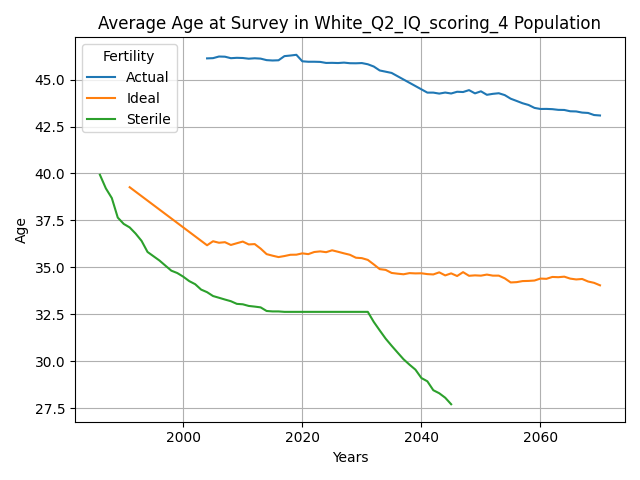 Average Age at Survey in White_Q2_IQ_scoring_4 Population
Fertility
Actual
Ideal
Sterile
45.0
42.5
40.0
37.5
35.0
32.5
30.0
27.5
Age
2000
2020
2040
2060
Years